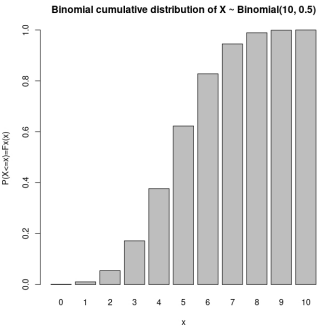 Binomial cumulative distribution of X ~ Binomial(10, 0.5)
P(X<=x)=Fx(x)
1.0
0.8
0.6
0.4
0.2
0.0
0 1 2 3 4 5 6 7 8 9 10
x